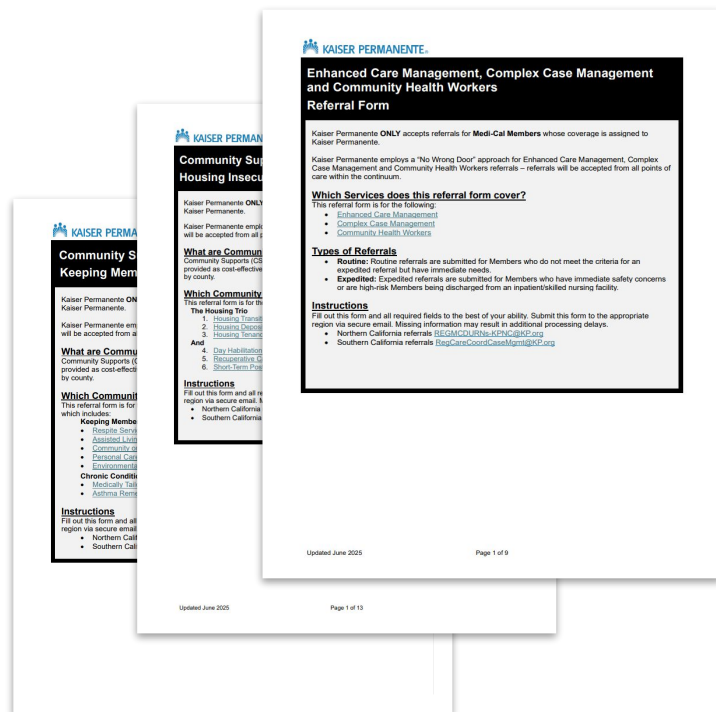 KAISER PERMANENTE®
Enhanced Care Management, Complex Case Management
and Community Health Workers
Referral Form
Kaiser Permanente ONLY accepts referrals for Medi-Cal Members whose coverage is assigned to
Kaiser Permanente.
Kaiser Permanente employs a “No Wrong Door” approach for Enhanced Care Management, Complex
Case Management and Community Health Workers referrals – referrals will be accepted from all points of
care within the continuum.
Which Services does this referral form cover?
This referral form is for the following:
• Enhanced Care Management
• Complex Case Management
• Community Health Workers
Types of Referrals
• Routine: Routine referrals are submitted for Members who do not meet the criteria for an
expedited referral but have immediate needs.
• Expedited: Expedited referrals are submitted for Members who have immediate safety concerns
or are high-risk Members being discharged from an inpatient/skilled nursing facility.
Instructions
Fill out this form and all required fields to the best of your ability. Submit this form to the appropriate
region via secure email. Missing information may result in additional processing delays.
• Northern California referrals REGMCDURNs-KPNC@KP.org
• Southern California referrals RegCareCoordCaseMgmt@KP.org
Updated June 2025 Page 1 of 9
KAISER PERMAN
Community Sup
Housing Insecu
Kaiser Permanente ONLY
Kaiser Permanente.
Kaiser Permanente emplo
will be accepted from all p
What are Commun
Community Supports (CS
provided as cost-effective
by county.
Which Community
This referral form is for th
The Housing Trio
1. Housing Transit
2. Housing Deposi
3. Housing Tenanc
And
4. Day Habilitation
5. Recuperative Ca
6. Short-Term Pos
Instructions
Fill out this form and all re
region via secure email. M
• Northern California
• Southern California
Updated June 2025 Page 1 of 13
KAISER PERMA
Community S
Keeping Mem
Kaiser Permanente ON
Kaiser Permanente.
Kaiser Permanente em
will be accepted from a
What are Commu
Community Supports (C
provided as cost-effecti
by county.
Which Communit
This referral form is for
which includes:
Keeping Membe
• Respite Servi
• Assisted Livin
• Community or
• Personal Care
• Environmenta
Chronic Conditi
• Medically Tail
• Asthma Reme
Instructions
Fill out this form and all
region via secure email
• Northern Calif
• Southern Cali